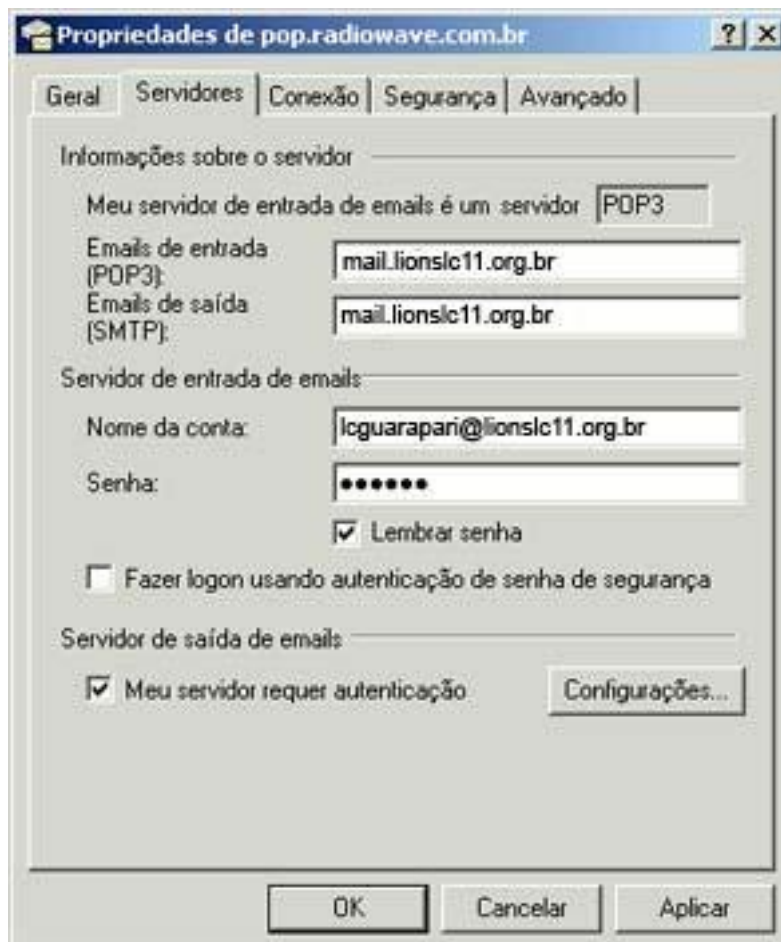 Propriedades de pop.radiowave.com.br
Geral Servidores Conexão Segurança Avançado
Informações sobre o servidor
Meu servidor de entrada de emails é um servidor POP3
Emails de entrada (POP3): mail.lionslc11.org.br
Emails de saída (SMTP): mail.lionslc11.org.br
Servidor de entrada de emails
Nome da conta: lcguarapari@lionslc11.org.br
Senha: ●●●●●●
Lembrar senha
Fazer logon usando autenticação de senha de segurança
Servidor de saída de emails
Meu servidor requer autenticação Configurações...
OK Cancelar Aplicar